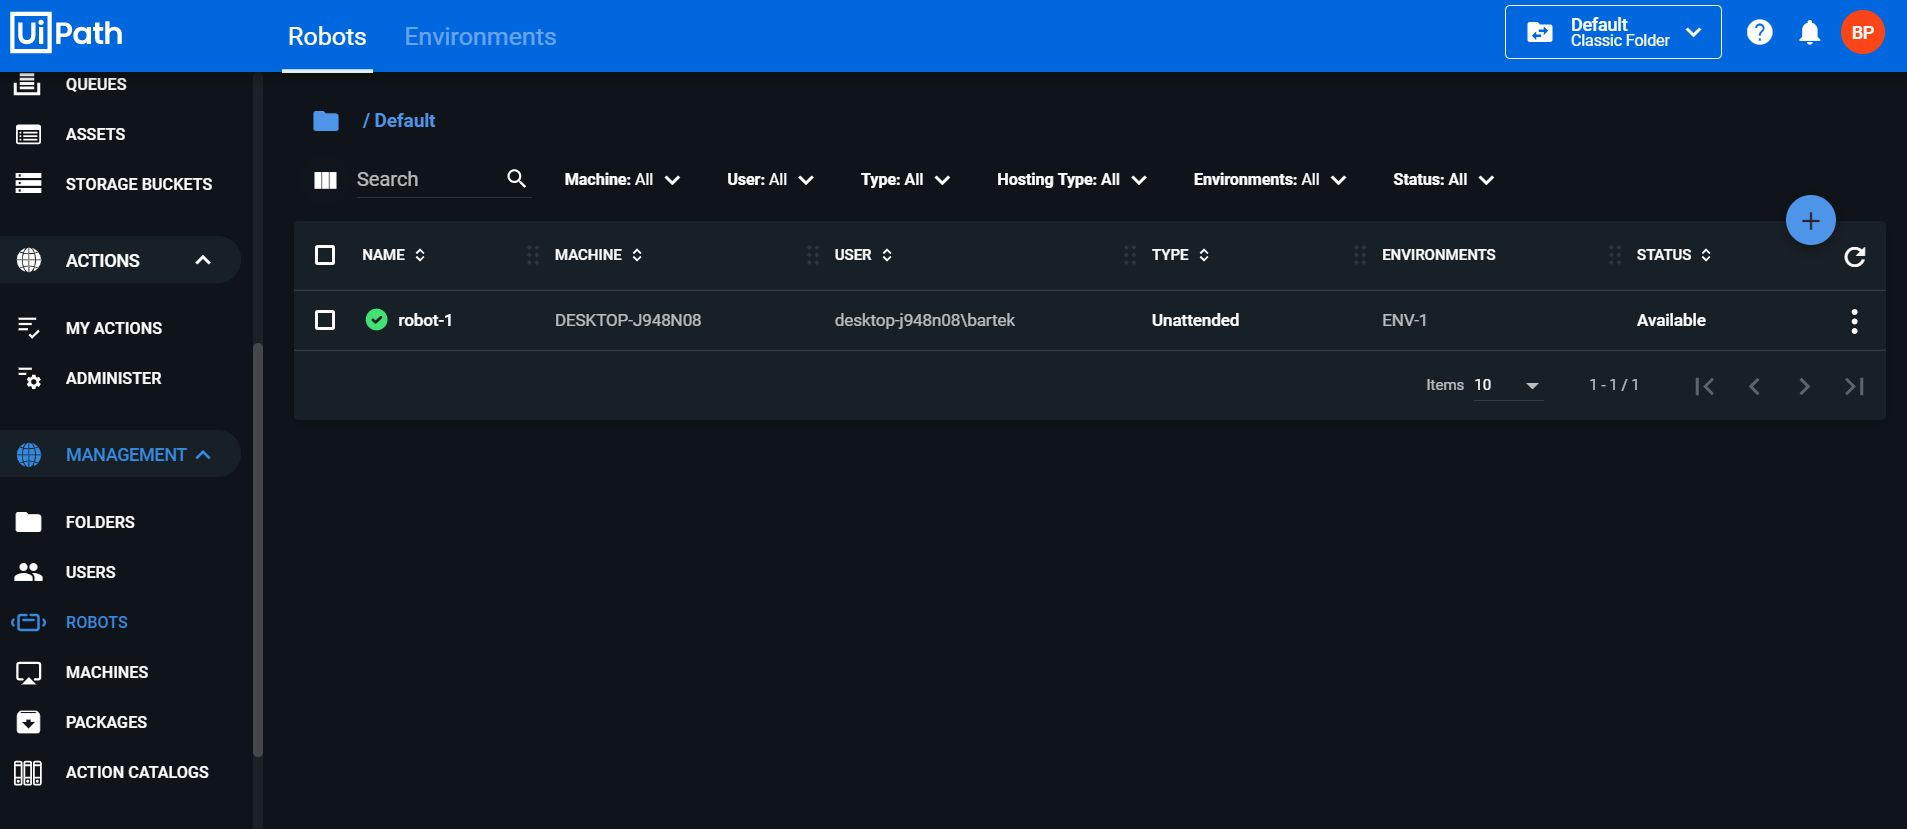 UiPath
Robots
Environments
Default
Classic Folder
?
BP
QUEUES
ASSETS
STORAGE BUCKETS
ACTIONS
MY ACTIONS
ADMINISTER
MANAGEMENT
FOLDERS
USERS
ROBOTS
MACHINES
PACKAGES
ACTION CATALOGS
/ Default
Search
Machine: All
User: All
Type: All
Hosting Type: All
Environments: All
Status: All
NAME MACHINE USER TYPE ENVIRONMENTS STATUS
robot-1 DESKTOP-J948N08 desktop-j948n08\bartek Unattended ENV-1 Available
Items 10 1 - 1 / 1